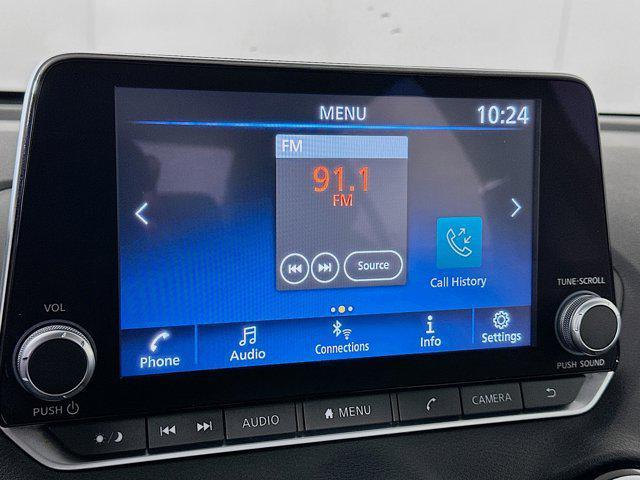 MENU 10:24
FM
91.1
FM
Source
Call History
Phone Audio Connections Info Settings
VOL
PUSH
TUNE·SCROLL
PUSH SOUND
AUDIO MENU CAMERA